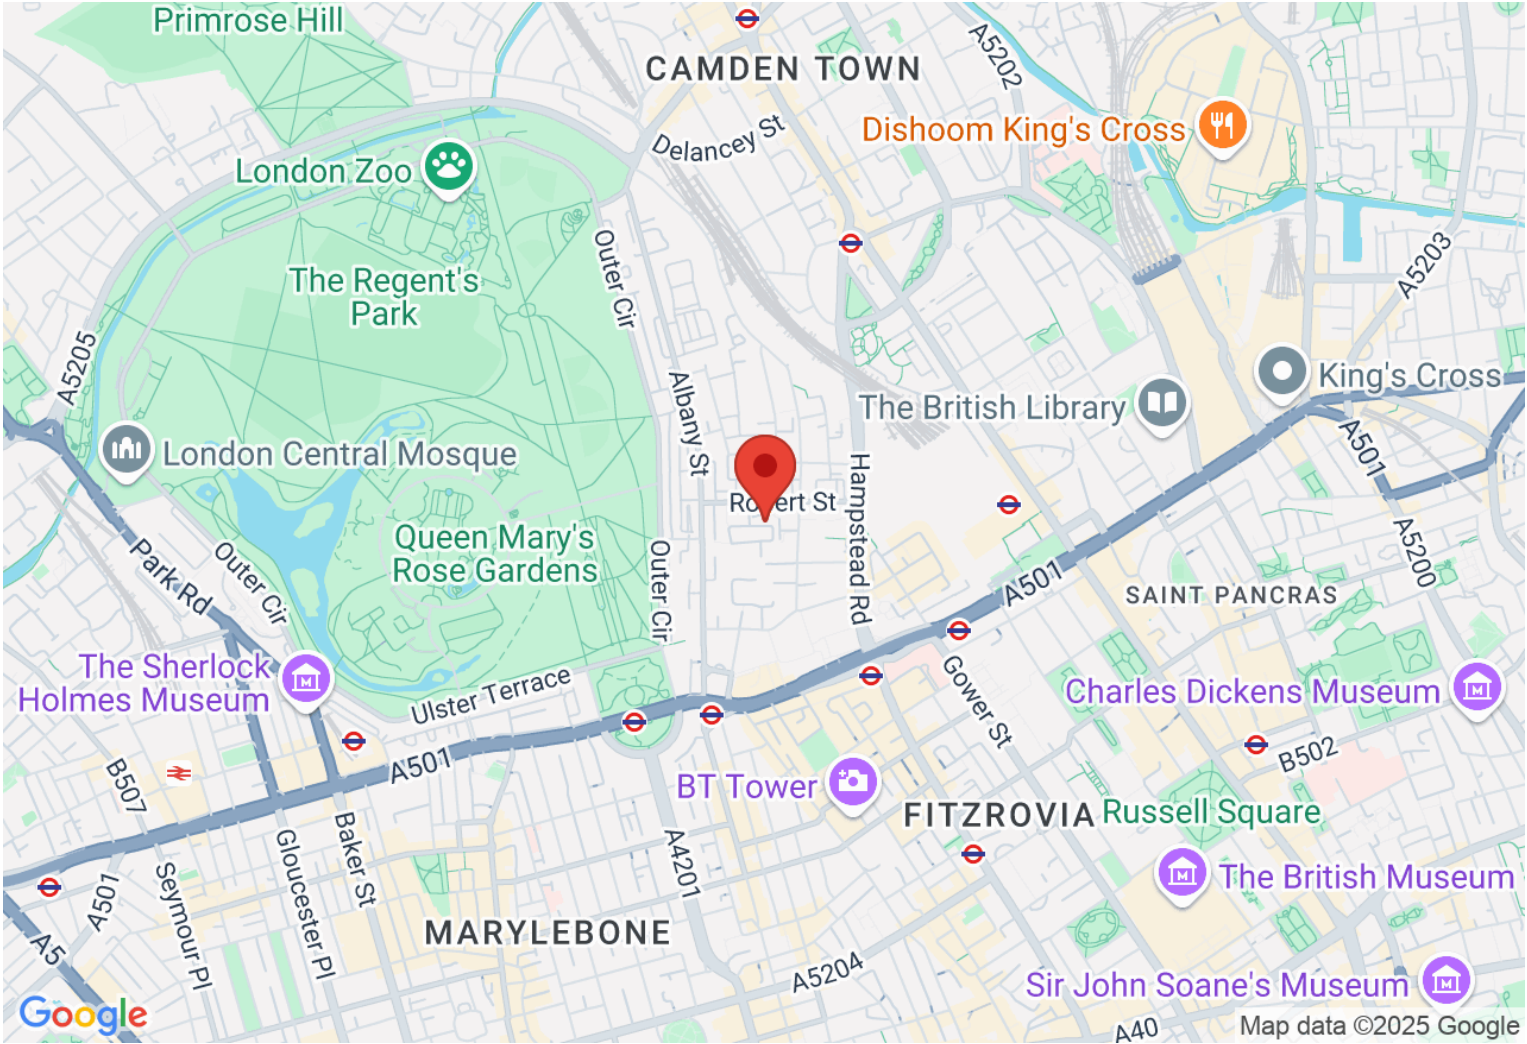 Primrose Hill
CAMDEN TOWN
A5202
Delancey St
Dishoom King's Cross
London Zoo
Outer Cir
The Regent's
Park
A5203
A5205
Albany St
King's Cross
The British Library
London Central Mosque
A501
Hampstead Rd
Robert St
Queen Mary's
Rose Gardens
Park Rd
Outer Cir
Outer Cir
A501
A5200
SAINT PANCRAS
The Sherlock
Holmes Museum
Ulster Terrace
Gower St
Charles Dickens Museum
B507
A501
B502
BT Tower
FITZROVIA
Russell Square
Baker St
Gloucester Pl
A4201
Seymour Pl
A501
The British Museum
MARYLEBONE
A5
A5204
Sir John Soane's Museum
Google
A40
Map data ©2025 Google